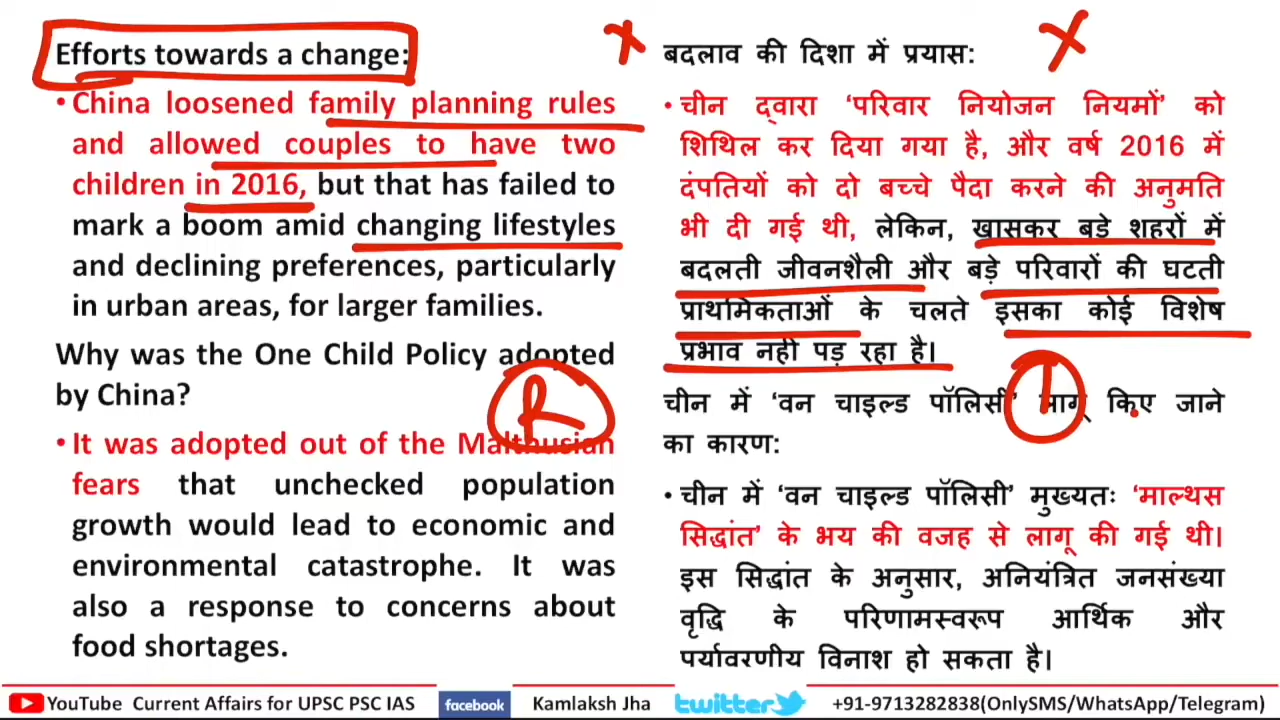 Efforts towards a change:
• China loosened family planning rules
and allowed couples to have two
children in 2016, but that has failed to
mark a boom amid changing lifestyles
and declining preferences, particularly
in urban areas, for larger families.
Why was the One Child Policy adopted
by China?
• It was adopted out of the Malthusian
fears that unchecked population
growth would lead to economic and
environmental catastrophe. It was
also a response to concerns about
food shortages.
R
बदलाव की दिशा में प्रयास:
• चीन द्वारा ‘परिवार नियोजन नियमों’ को
शिथिल कर दिया गया है, और वर्ष 2016 में
दंपतियों को दो बच्चे पैदा करने की अनुमति
भी दी गई थी, लेकिन, खासकर बड़े शहरों में
बदलती जीवनशैली और बड़े परिवारों की घटती
प्राथमिकताओं के चलते इसका कोई विशेष
प्रभाव नही पड़ रहा है।
चीन में ‘वन चाइल्ड पॉलिसी’ लागू किए जाने
का कारण:
• चीन में ‘वन चाइल्ड पॉलिसी’ मुख्यतः ‘माल्थस
सिद्धांत’ के भय की वजह से लागू की गई थी।
इस सिद्धांत के अनुसार, अनियंत्रित जनसंख्या
वृद्धि के परिणामस्वरूप आर्थिक और
पर्यावरणीय विनाश हो सकता है।
YouTube Current Affairs for UPSC PSC IAS facebook Kamlaksh Jha twitter +91-9713282838(OnlySMS/WhatsApp/Telegram)